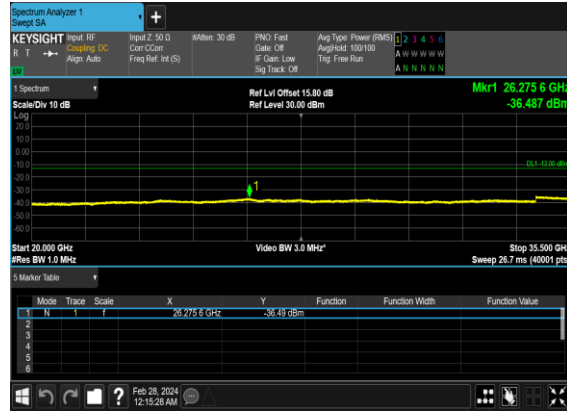 Spectrum Analyzer 1
Swept SA
+
KEYSIGHT Input: RF Input Z: 50 Ω #Atten: 30 dB PNO: Fast Avg Type: Power (RMS) 1 2 3 4 5 6
R T Coupling: DC Corr CCorr Gate: Off Avg|Hold: 100/100 A W W W W W
Align: Auto Freq Ref: Int (S) IF Gain: Low Trig: Free Run
Sig Track: Off A N N N N N
1 Spectrum Ref Lvl Offset 15.80 dB Mkr1 26.275 6 GHz
Scale/Div 10 dB Ref Level 30.00 dBm -36.487 dBm
Log
20.0
10.0
0.00
-10.0 DL1 -13.00 dBm
-20.0
-30.0 1
-40.0
-50.0
-60.0
Start 20.000 GHz Video BW 3.0 MHz* Stop 35.500 GHz
#Res BW 1.0 MHz Sweep 26.7 ms (40001 pts)
5 Marker Table
Mode Trace Scale X Y Function Function Width Function Value
1 N 1 f 26.275 6 GHz -36.49 dBm
2
3
4
5
6
? Feb 28, 2024
12:15:28 AM